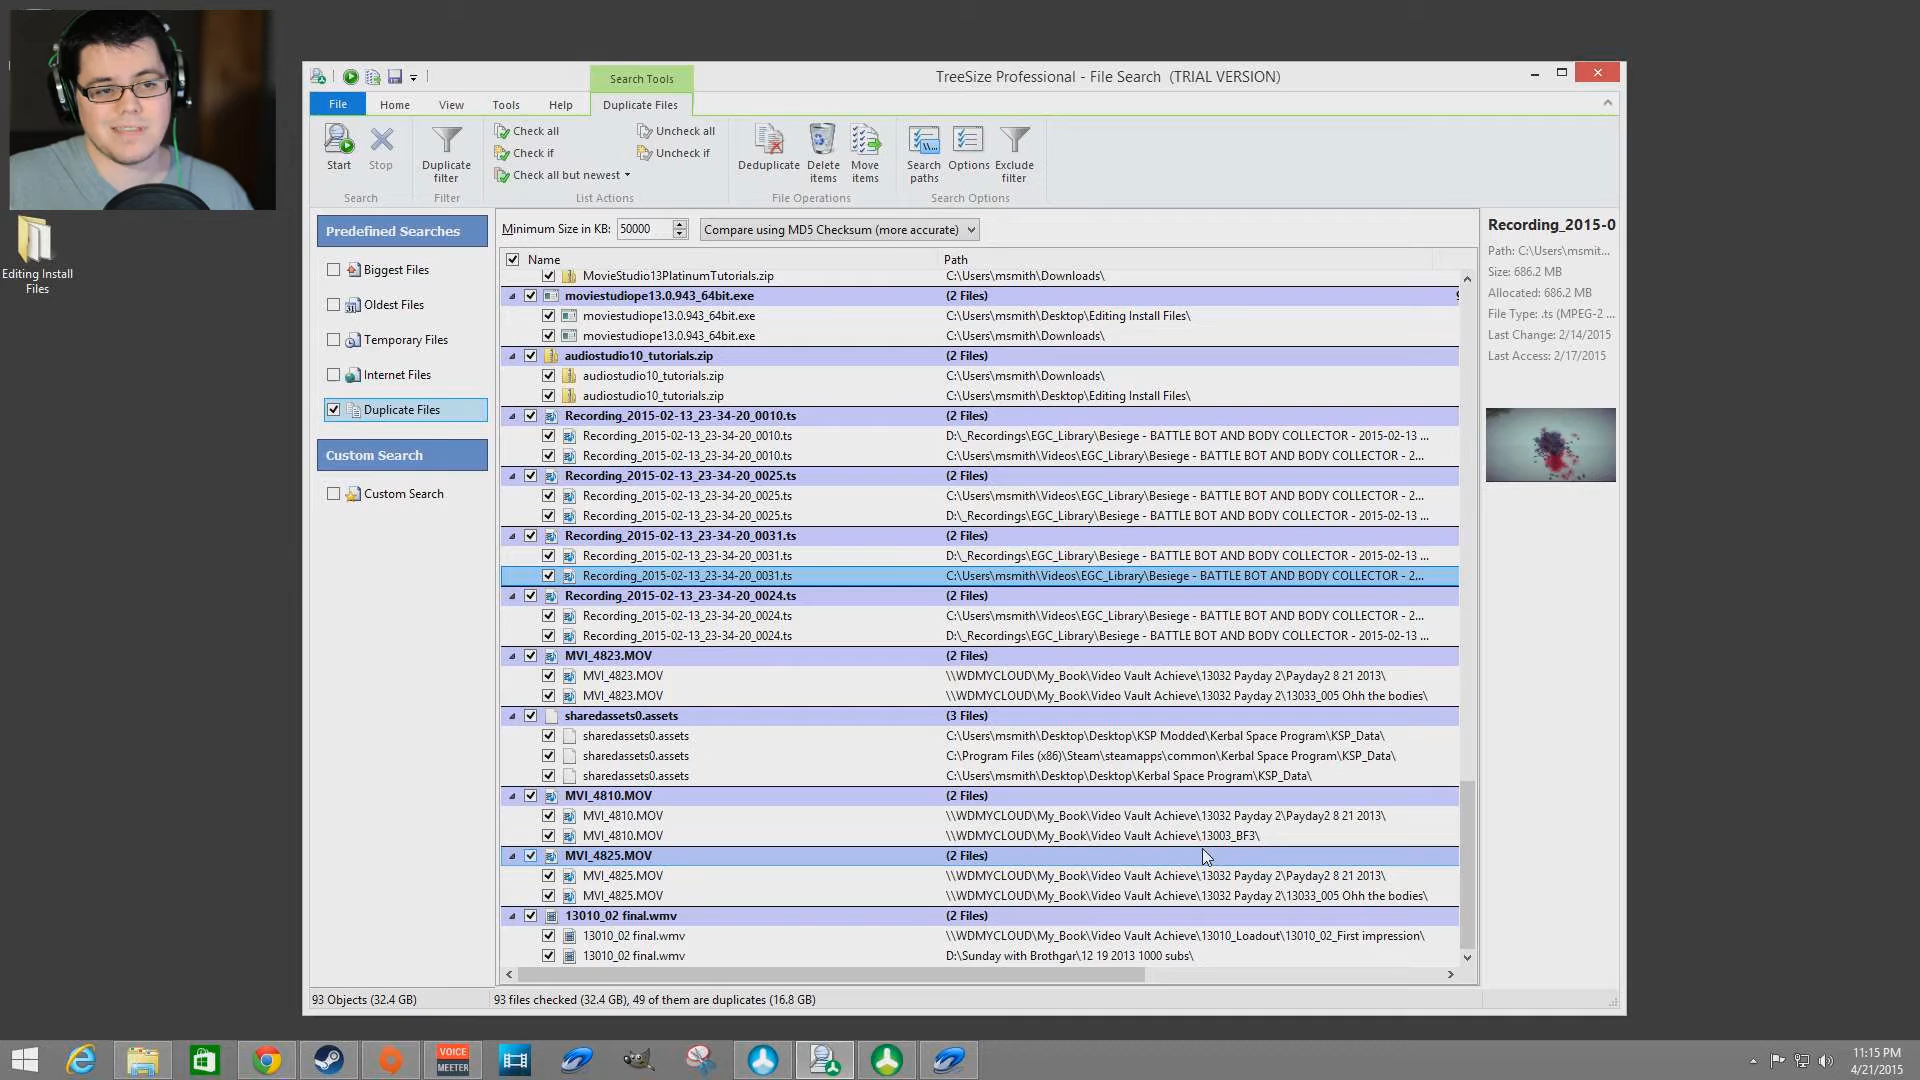 Editing Install
Files
Search Tools
TreeSize Professional - File Search (TRIAL VERSION)
File
Home
View
Tools
Help
Duplicate Files
Start
Stop
Search
Duplicate
filter
Filter
Check all
Check if
Check all but newest
Uncheck all
Uncheck if
List Actions
Deduplicate
Delete
items
Move
items
File Operations
Search
paths
Options
Exclude
filter
Search Options
Predefined Searches
Biggest Files
Oldest Files
Temporary Files
Internet Files
Duplicate Files
Custom Search
Custom Search
Minimum Size in KB: 50000 Compare using MD5 Checksum (more accurate)
Name Path
MovieStudio13PlatinumTutorials.zip C:\Users\msmith\Downloads\
moviestudiope13.0.943_64bit.exe (2 Files)
moviestudiope13.0.943_64bit.exe C:\Users\msmith\Desktop\Editing Install Files\
moviestudiope13.0.943_64bit.exe C:\Users\msmith\Downloads\
audiostudio10_tutorials.zip (2 Files)
audiostudio10_tutorials.zip C:\Users\msmith\Downloads\
audiostudio10_tutorials.zip C:\Users\msmith\Desktop\Editing Install Files\
Recording_2015-02-13_23-34-20_0010.ts (2 Files)
Recording_2015-02-13_23-34-20_0010.ts D:\_Recordings\EGC_Library\Besiege - BATTLE BOT AND BODY COLLECTOR - 2015-02-13 ...
Recording_2015-02-13_23-34-20_0010.ts C:\Users\msmith\Videos\EGC_Library\Besiege - BATTLE BOT AND BODY COLLECTOR - 2...
Recording_2015-02-13_23-34-20_0025.ts (2 Files)
Recording_2015-02-13_23-34-20_0025.ts C:\Users\msmith\Videos\EGC_Library\Besiege - BATTLE BOT AND BODY COLLECTOR - 2...
Recording_2015-02-13_23-34-20_0025.ts D:\_Recordings\EGC_Library\Besiege - BATTLE BOT AND BODY COLLECTOR - 2015-02-13 ...
Recording_2015-02-13_23-34-20_0031.ts (2 Files)
Recording_2015-02-13_23-34-20_0031.ts D:\_Recordings\EGC_Library\Besiege - BATTLE BOT AND BODY COLLECTOR - 2015-02-13 ...
Recording_2015-02-13_23-34-20_0031.ts C:\Users\msmith\Videos\EGC_Library\Besiege - BATTLE BOT AND BODY COLLECTOR - 2...
Recording_2015-02-13_23-34-20_0024.ts (2 Files)
Recording_2015-02-13_23-34-20_0024.ts C:\Users\msmith\Videos\EGC_Library\Besiege - BATTLE BOT AND BODY COLLECTOR - 2...
Recording_2015-02-13_23-34-20_0024.ts D:\_Recordings\EGC_Library\Besiege - BATTLE BOT AND BODY COLLECTOR - 2015-02-13 ...
MVI_4823.MOV (2 Files)
MVI_4823.MOV \\WDMYCLOUD\My_Book\Video Vault Achieve\13032 Payday 2\Payday2 8 21 2013\
MVI_4823.MOV \\WDMYCLOUD\My_Book\Video Vault Achieve\13032 Payday 2\13033_005 Ohh the bodies\
sharedassets0.assets (3 Files)
sharedassets0.assets C:\Users\msmith\Desktop\Desktop\KSP Modded\Kerbal Space Program\KSP_Data\
sharedassets0.assets C:\Program Files (x86)\Steam\steamapps\common\Kerbal Space Program\KSP_Data\
sharedassets0.assets C:\Users\msmith\Desktop\Desktop\Kerbal Space Program\KSP_Data\
MVI_4810.MOV (2 Files)
MVI_4810.MOV \\WDMYCLOUD\My_Book\Video Vault Achieve\13032 Payday 2\Payday2 8 21 2013\
MVI_4810.MOV \\WDMYCLOUD\My_Book\Video Vault Achieve\13003_BF3\
MVI_4825.MOV (2 Files)
MVI_4825.MOV \\WDMYCLOUD\My_Book\Video Vault Achieve\13032 Payday 2\Payday2 8 21 2013\
MVI_4825.MOV \\WDMYCLOUD\My_Book\Video Vault Achieve\13032 Payday 2\13033_005 Ohh the bodies\
13010_02 final.wmv (2 Files)
13010_02 final.wmv \\WDMYCLOUD\My_Book\Video Vault Achieve\13010_Loadout\13010_02_First impression\
13010_02 final.wmv D:\Sunday with Brothgar\12 19 2013 1000 subs\
Recording_2015-0
Path: C:\Users\msmit...
Size: 686.2 MB
Allocated: 686.2 MB
File Type: .ts (MPEG-2 ...
Last Change: 2/14/2015
Last Access: 2/17/2015
93 Objects (32.4 GB) 93 files checked (32.4 GB), 49 of them are duplicates (16.8 GB)
VOICE
MEETER
11:15 PM
4/21/2015